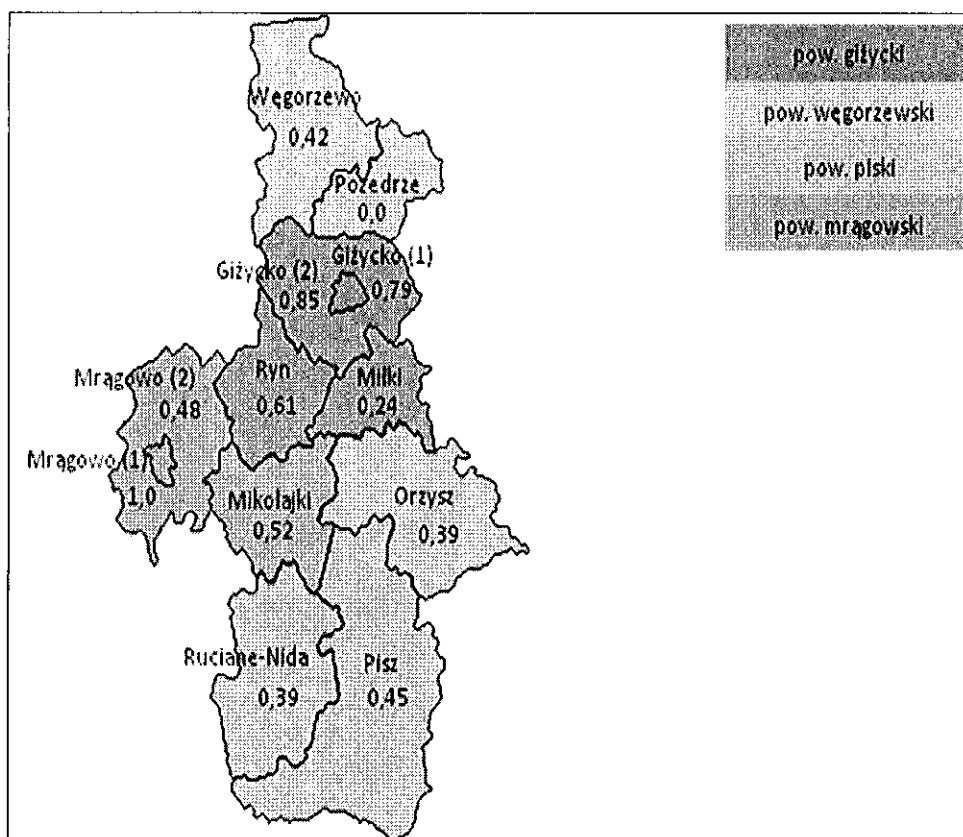 pow. giżycki
pow. węgorzewski
pow. piski
pow. mrągowski
Węgorzewo
0,42
Pozedrze
0,0
Giżycko (1)
0,79
Giżycko (2)
0,85
Ryn
0,61
Miłki
0,24
Mrągowo (2)
0,48
Mrągowo (1)
1,0
Mikołajki
0,52
Orzysz
0,39
Ruciane-Nida
0,39
Pisz
0,45